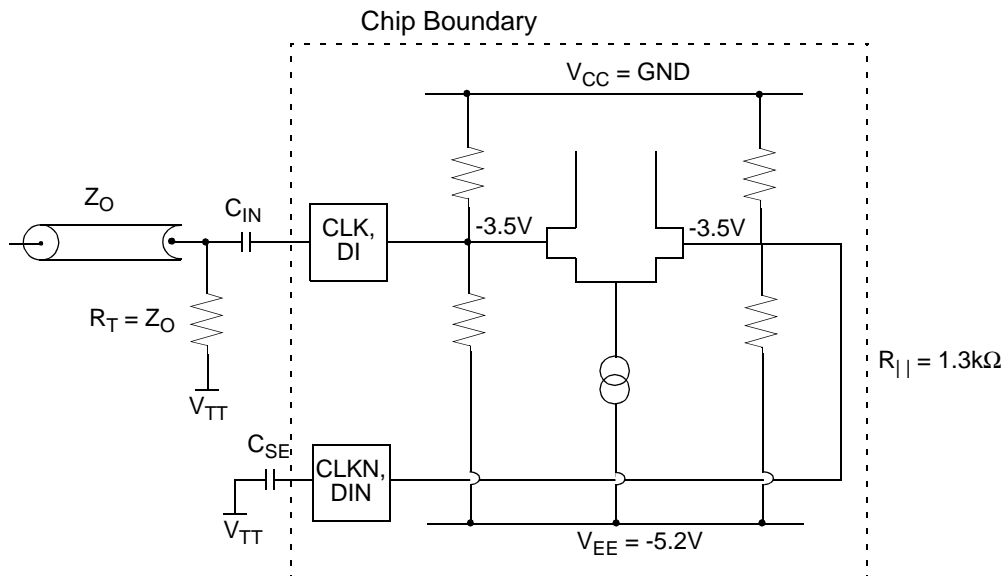 Chip Boundary
V_CC = GND
Z_O
C_IN
CLK,
DI
-3.5V
-3.5V
R_T = Z_O
R_|| = 1.3kΩ
V_TT
C_SE
CLKN,
DIN
V_TT
V_EE = -5.2V